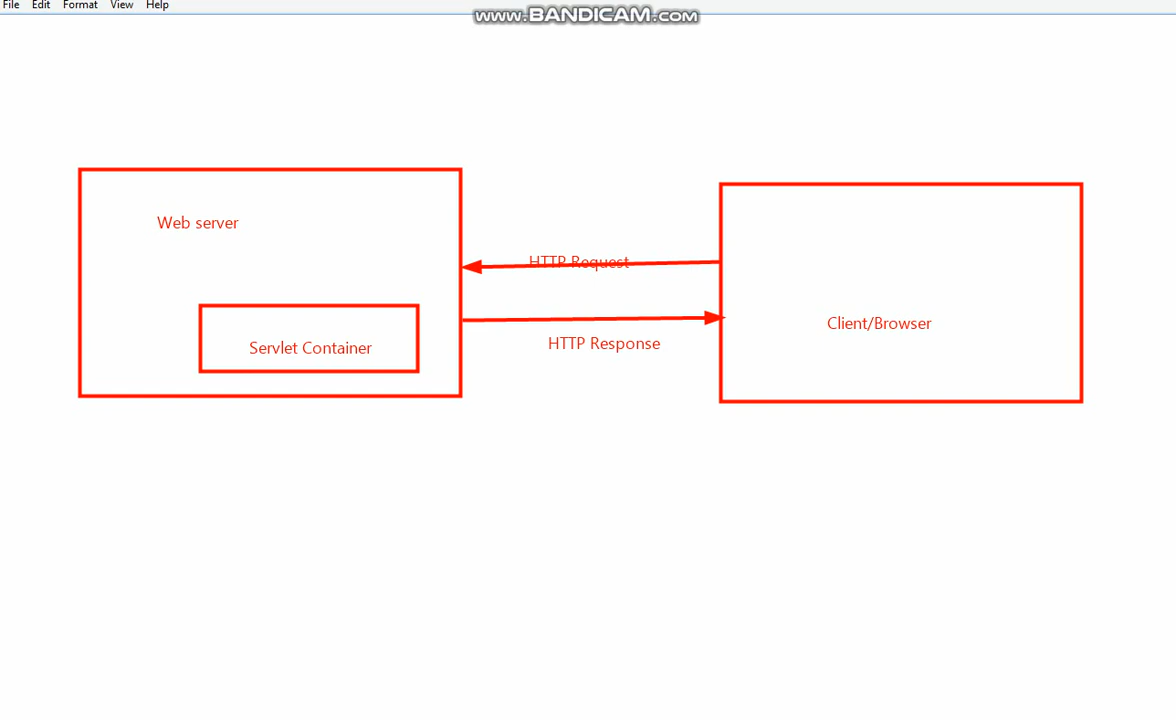 File Edit Format View Help
www.BANDICAM.com
Web server
HTTP Request
Servlet Container
HTTP Response
Client/Browser